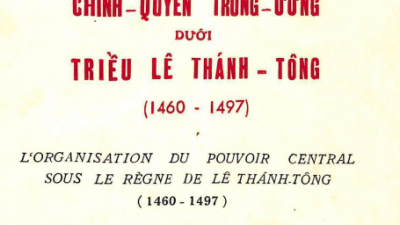 CHÍNH-QUYỀN TRUNG-ƯƠNG
DƯỚI
TRIỀU LÊ THÁNH-TÔNG
(1460 - 1497)
L'ORGANISATION DU POUVOIR CENTRAL
SOUS LE RÈGNE DE LÊ THÁNH-TÔNG
(1460-1497)